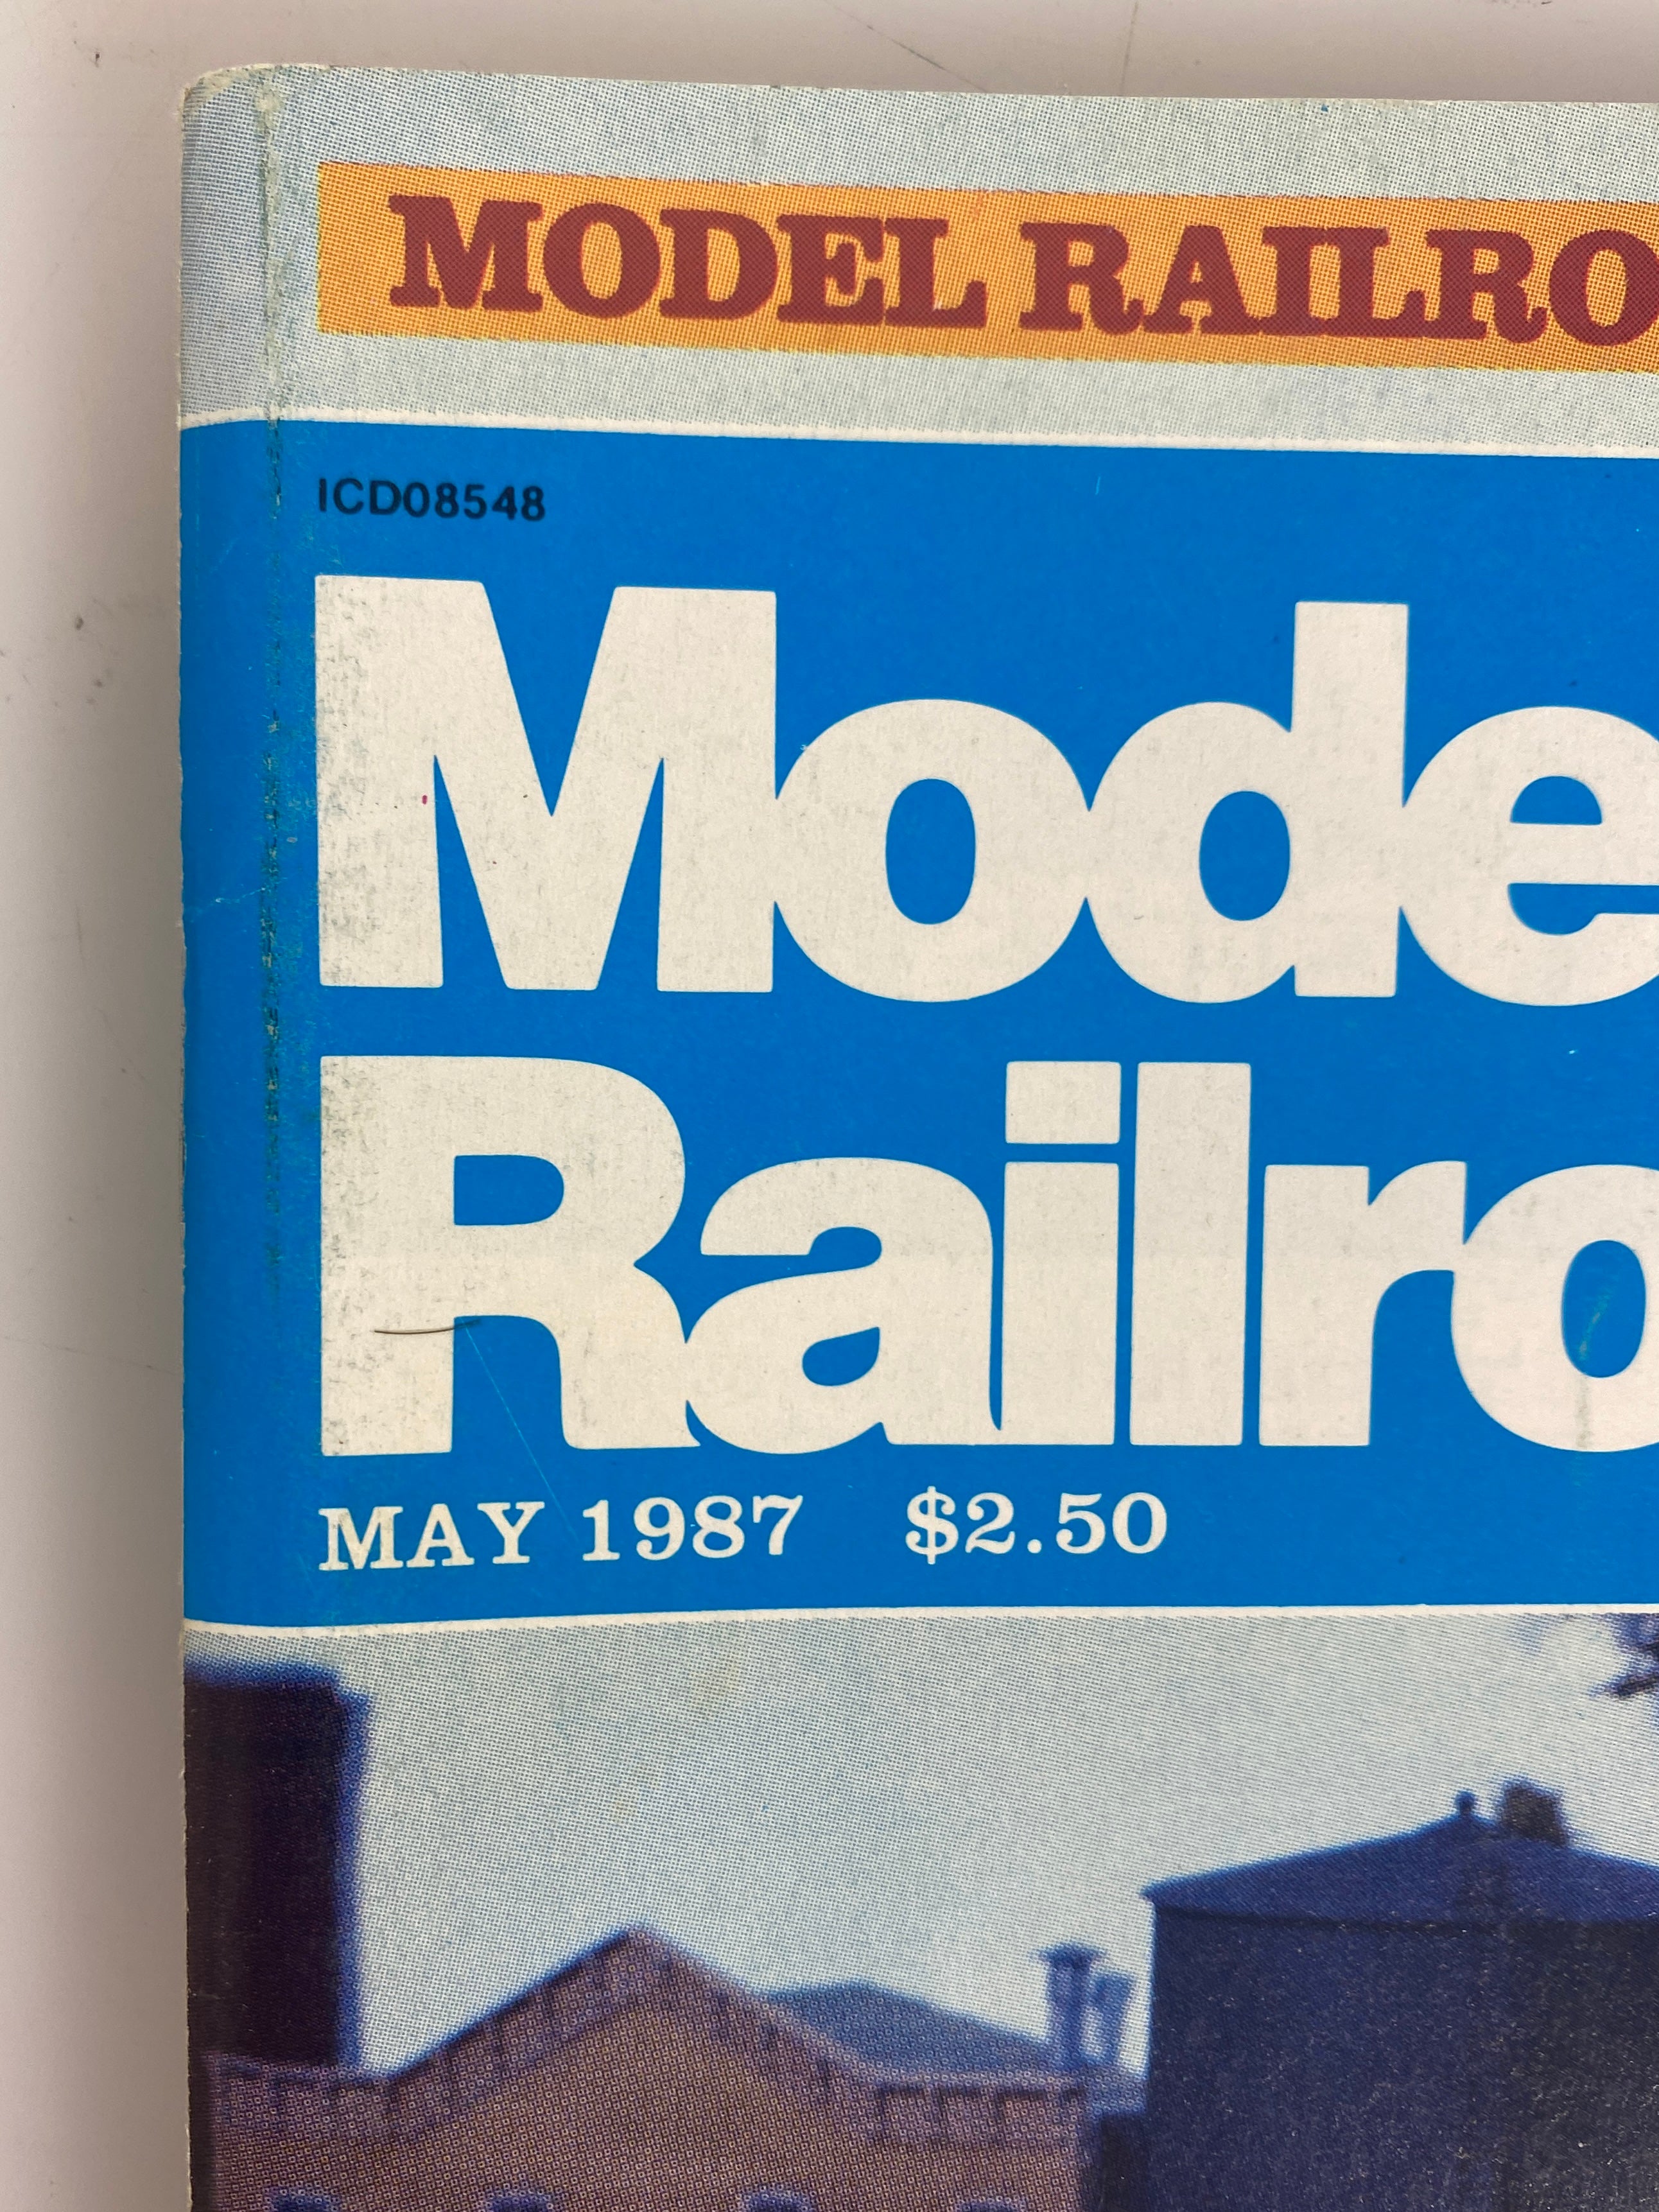 MODEL RAILRO
ICD08548
Mode
Railro
MAY 1987 $2.50